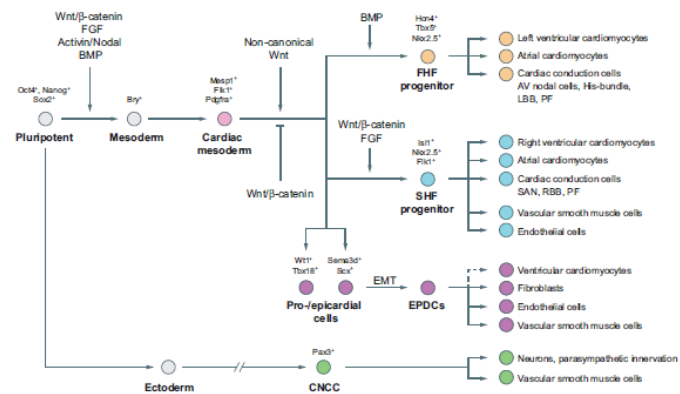 Wnt/β-catenin
FGF
Activin/Nodal
BMP
Oct4⁺, Nanog⁺
Sox2⁺
Pluripotent
Bry⁺
Mesoderm
Non-canonical
Wnt
Mesp1⁺
Flk1⁺
Pdgfra⁺
Cardiac
mesoderm
Wnt/β-catenin
BMP
Hcn4⁺
Tbx5⁺
Nkx2.5⁺
FHF
progenitor
Left ventricular cardiomyocytes
Atrial cardiomyocytes
Cardiac conduction cells
AV nodal cells, His-bundle,
LBB, PF
Wnt/β-catenin
FGF
Isl1⁺
Nkx2.5⁺
Flk1⁺
SHF
progenitor
Right ventricular cardiomyocytes
Atrial cardiomyocytes
Cardiac conduction cells
SAN, RBB, PF
Vascular smooth muscle cells
Endothelial cells
Wt1⁺
Tbx18⁺
Sema3d⁺
Scx⁺
Pro-/epicardial
cells
EMT
EPDCs
Ventricular cardiomyocytes
Fibroblasts
Endothelial cells
Vascular smooth muscle cells
Ectoderm
Pax3⁺
CNCC
Neurons, parasympathetic innervation
Vascular smooth muscle cells